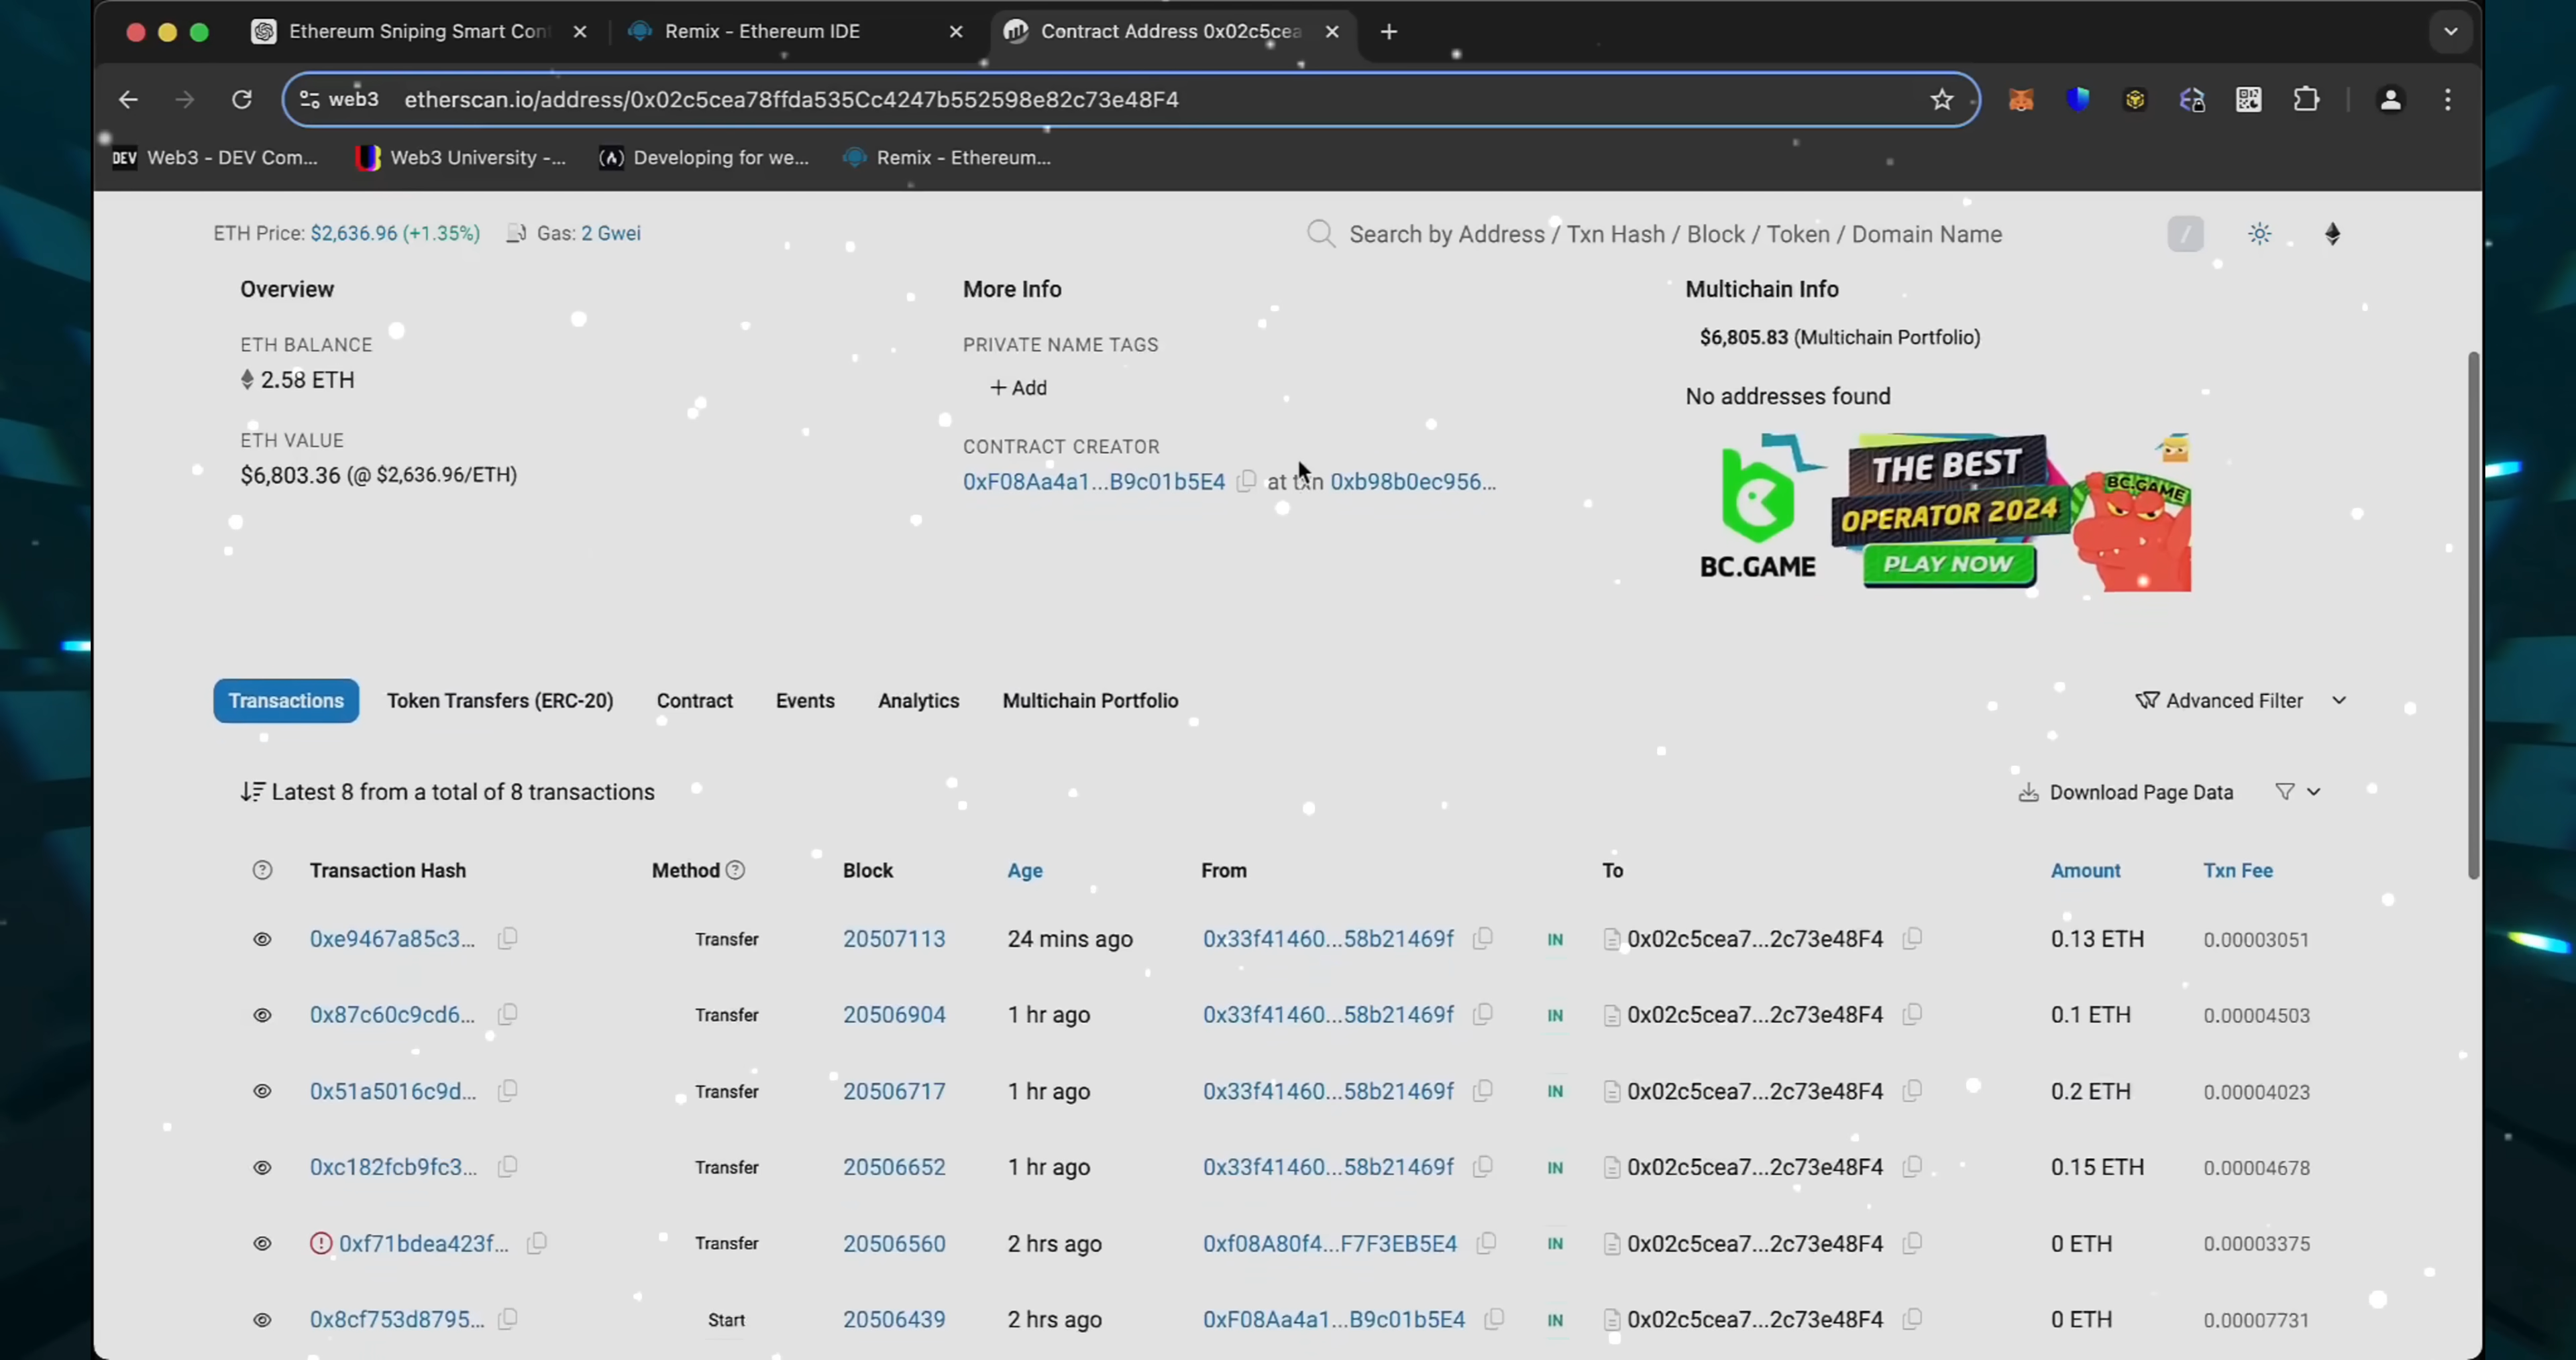 Ethereum Sniping Smart Con
Remix - Ethereum IDE
Contract Address 0x02c5cea
web3
etherscan.io/address/0x02c5cea78ffda535Cc4247b552598e82c73e48F4
DEV Web3 - DEV Com...
Web3 University -...
Developing for we...
Remix - Ethereum...
ETH Price: $2,636.96 (+1.35%) Gas: 2 Gwei
Search by Address / Txn Hash / Block / Token / Domain Name
/
Overview
ETH BALANCE
2.58 ETH
ETH VALUE
$6,803.36 (@ $2,636.96/ETH)
More Info
PRIVATE NAME TAGS
+ Add
CONTRACT CREATOR
0xF08Aa4a1...B9c01b5E4 at txn 0xb98b0ec956...
Multichain Info
$6,805.83 (Multichain Portfolio)
No addresses found
BC.GAME
THE BEST
OPERATOR 2024
PLAY NOW
BC.GAME
Transactions Token Transfers (ERC-20) Contract Events Analytics Multichain Portfolio
Advanced Filter
Latest 8 from a total of 8 transactions
Download Page Data
Transaction Hash Method Block Age From To Amount Txn Fee
0xe9467a85c3... Transfer 20507113 24 mins ago 0x33f41460...58b21469f IN 0x02c5cea7...2c73e48F4 0.13 ETH 0.00003051
0x87c60c9cd6... Transfer 20506904 1 hr ago 0x33f41460...58b21469f IN 0x02c5cea7...2c73e48F4 0.1 ETH 0.00004503
0x51a5016c9d... Transfer 20506717 1 hr ago 0x33f41460...58b21469f IN 0x02c5cea7...2c73e48F4 0.2 ETH 0.00004023
0xc182fcb9fc3... Transfer 20506652 1 hr ago 0x33f41460...58b21469f IN 0x02c5cea7...2c73e48F4 0.15 ETH 0.00004678
0xf71bdea423f... Transfer 20506560 2 hrs ago 0xf08A80f4...F7F3EB5E4 IN 0x02c5cea7...2c73e48F4 0 ETH 0.00003375
0x8cf753d8795... Start 20506439 2 hrs ago 0xF08Aa4a1...B9c01b5E4 IN 0x02c5cea7...2c73e48F4 0 ETH 0.00007731